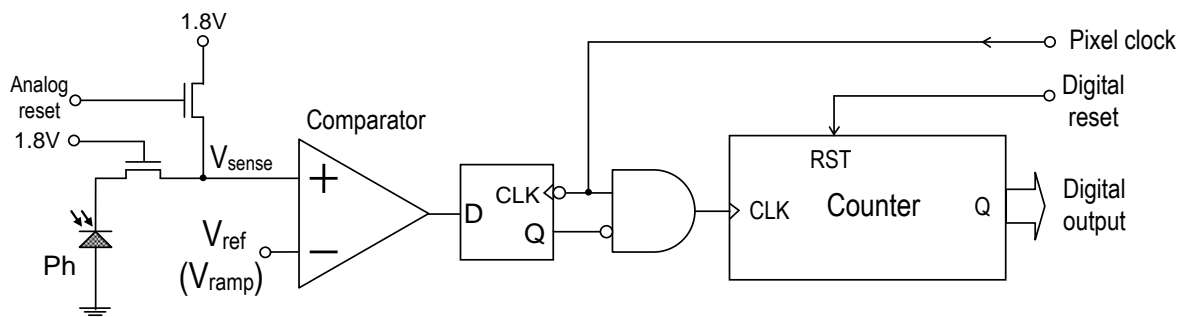 1.8V
Pixel clock
Analog
reset
Digital
reset
Comparator
1.8V
V_sense
RST
CLK
D
Q
CLK
Counter
Q
Digital
output
V_ref
(V_ramp)
Ph